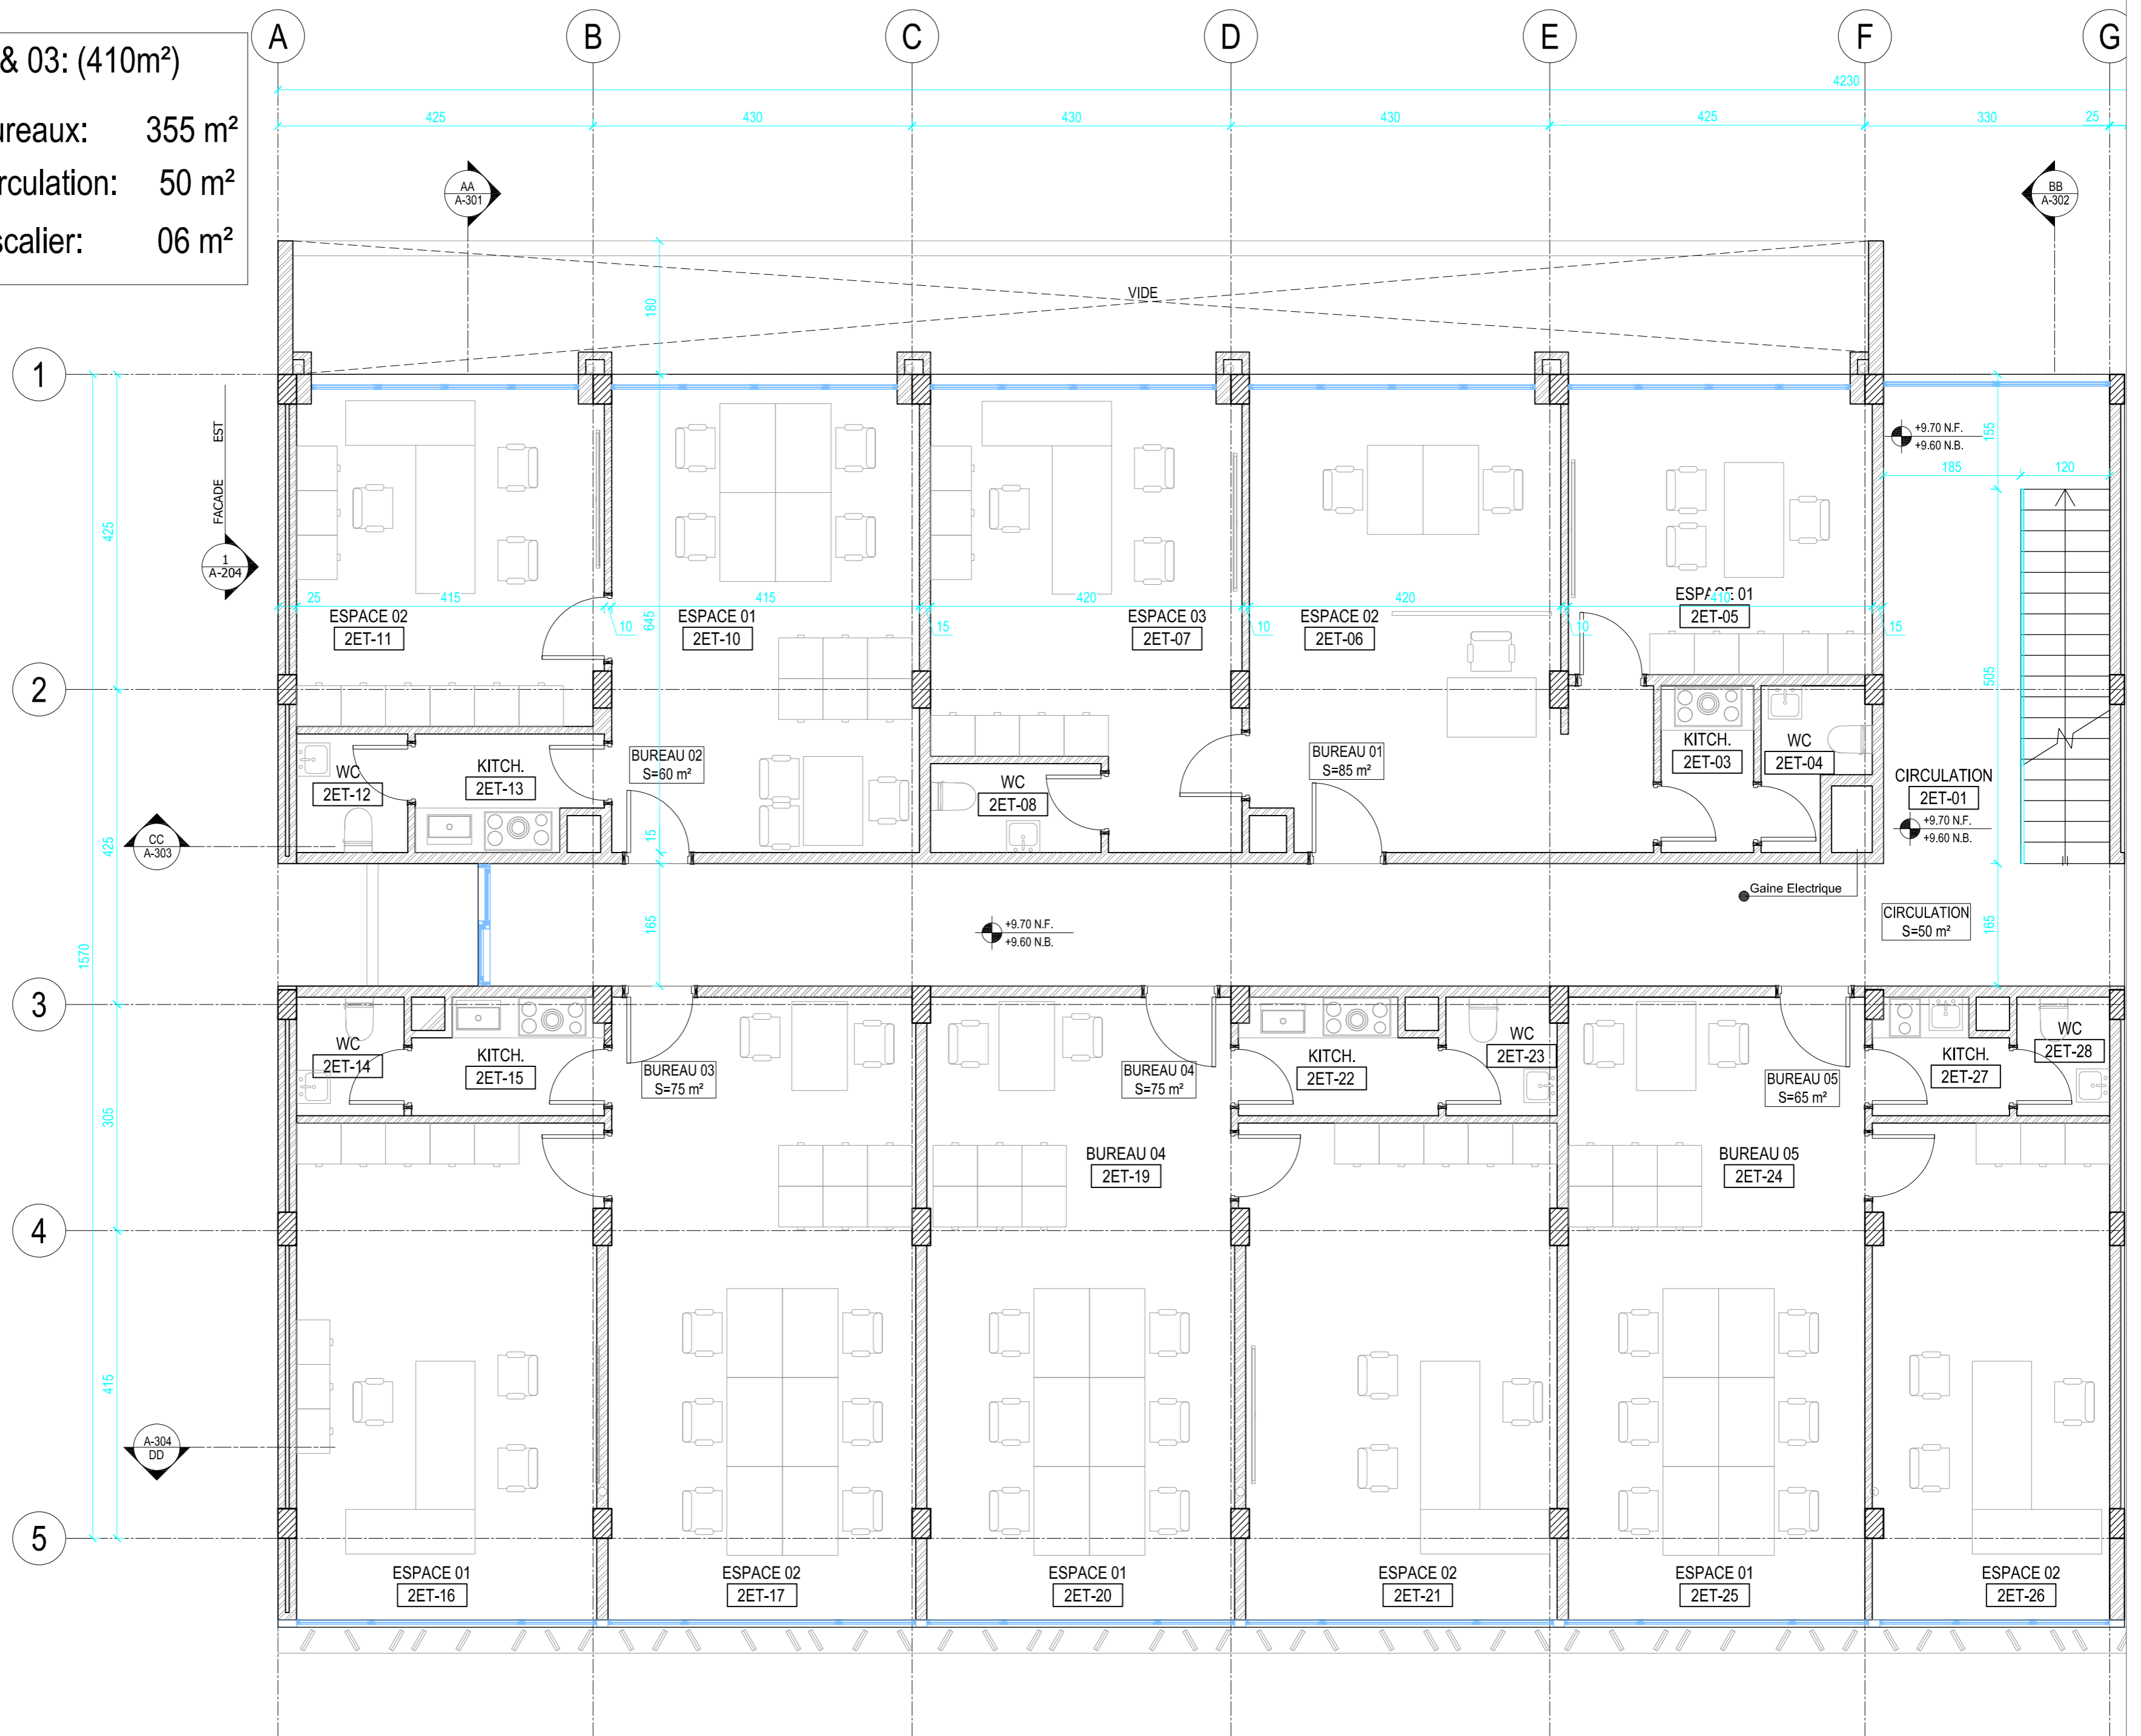 A B C D E F G
& 03: (410m²)
ureaux: 355 m²
rculation: 50 m²
scalier: 06 m²
4230
425 430 430 430 425 330 25
AA
A-301
BB
A-302
VIDE
180
1
FACADE EST
1
A-204
+9.70 N.F.
+9.60 N.B.
155
185 120
425
25 415 10 645 415 15 420 10 420 10 410 15
ESPACE 02
2ET-11
ESPACE 01
2ET-10
ESPACE 03
2ET-07
ESPACE 02
2ET-06
ESPACE 01
2ET-05
2
505
BUREAU 02
S=60 m²
BUREAU 01
S=85 m²
WC
2ET-12
KITCH.
2ET-13
WC
2ET-08
KITCH.
2ET-03
WC
2ET-04
CIRCULATION
2ET-01
+9.70 N.F.
+9.60 N.B.
CC
A-303
425
15
Gaine Electrique
CIRCULATION
S=50 m²
1570
165
+9.70 N.F.
+9.60 N.B.
165
3
WC
2ET-14
KITCH.
2ET-15
BUREAU 03
S=75 m²
BUREAU 04
S=75 m²
KITCH.
2ET-22
WC
2ET-23
BUREAU 05
S=65 m²
KITCH.
2ET-27
WC
2ET-28
305
BUREAU 04
2ET-19
BUREAU 05
2ET-24
4
415
A-304
DD
5
ESPACE 01
2ET-16
ESPACE 02
2ET-17
ESPACE 01
2ET-20
ESPACE 02
2ET-21
ESPACE 01
2ET-25
ESPACE 02
2ET-26